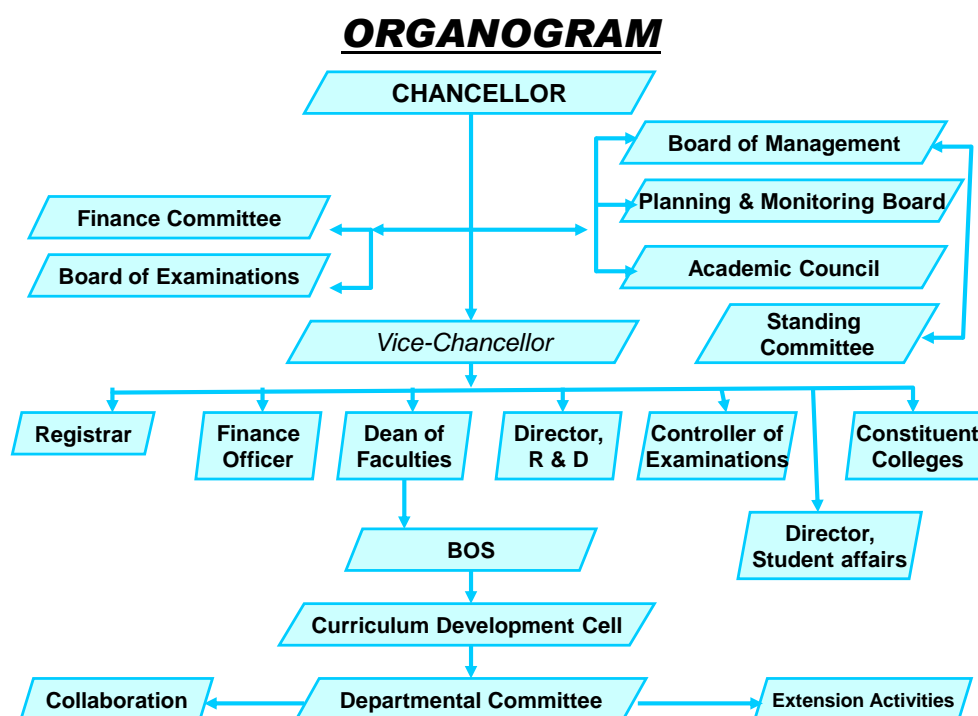 ORGANOGRAM
CHANCELLOR
Board of Management
Planning & Monitoring Board
Finance Committee
Board of Examinations
Academic Council
Standing
Committee
Vice-Chancellor
Registrar
Finance
Officer
Dean of
Faculties
Director,
R & D
Controller of
Examinations
Constituent
Colleges
Director,
Student affairs
BOS
Curriculum Development Cell
Collaboration
Departmental Committee
Extension Activities